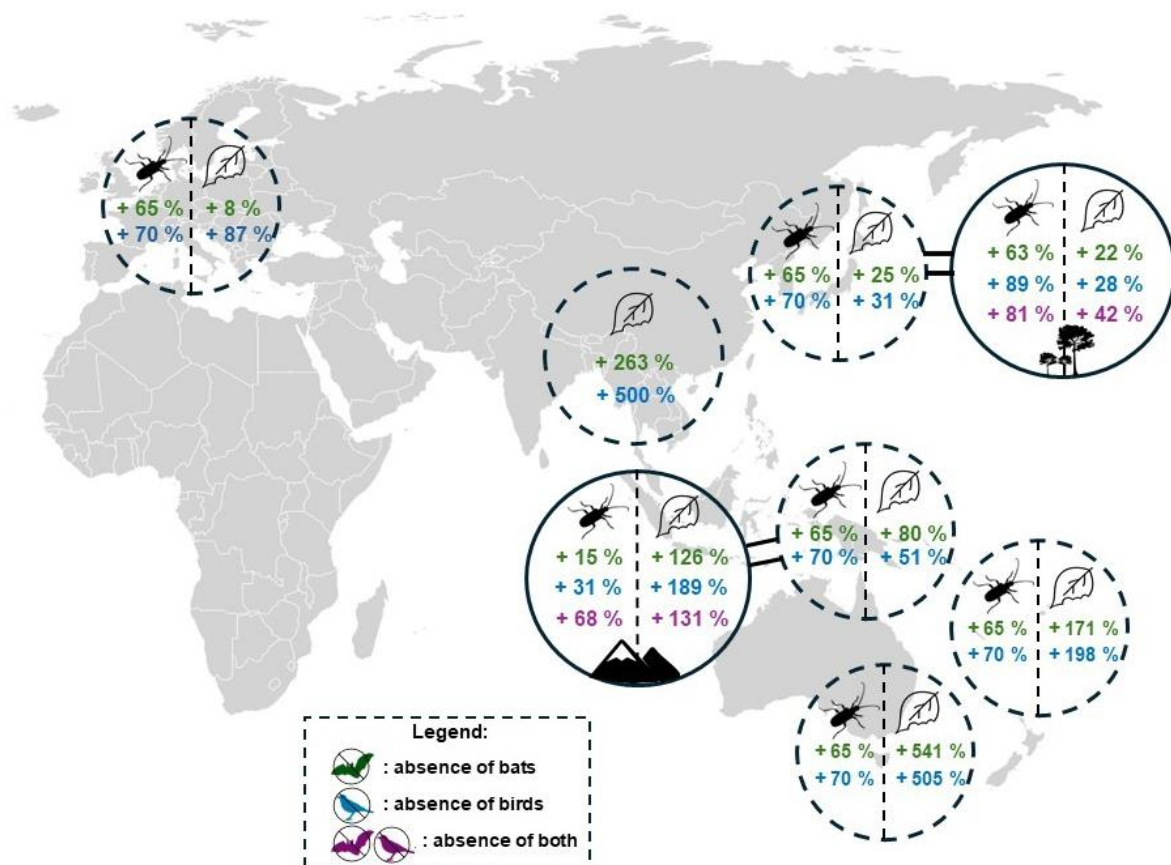 + 65 % + 8 %
+ 70 % + 87 %
+ 65 % + 25 %
+ 70 % + 31 %
+ 63 % + 22 %
+ 89 % + 28 %
+ 81 % + 42 %
+ 263 %
+ 500 %
+ 15 % + 126 %
+ 31 % + 189 %
+ 68 % + 131 %
+ 65 % + 80 %
+ 70 % + 51 %
+ 65 % + 171 %
+ 70 % + 198 %
+ 65 % + 541 %
+ 70 % + 505 %
Legend:
: absence of bats
: absence of birds
: absence of both